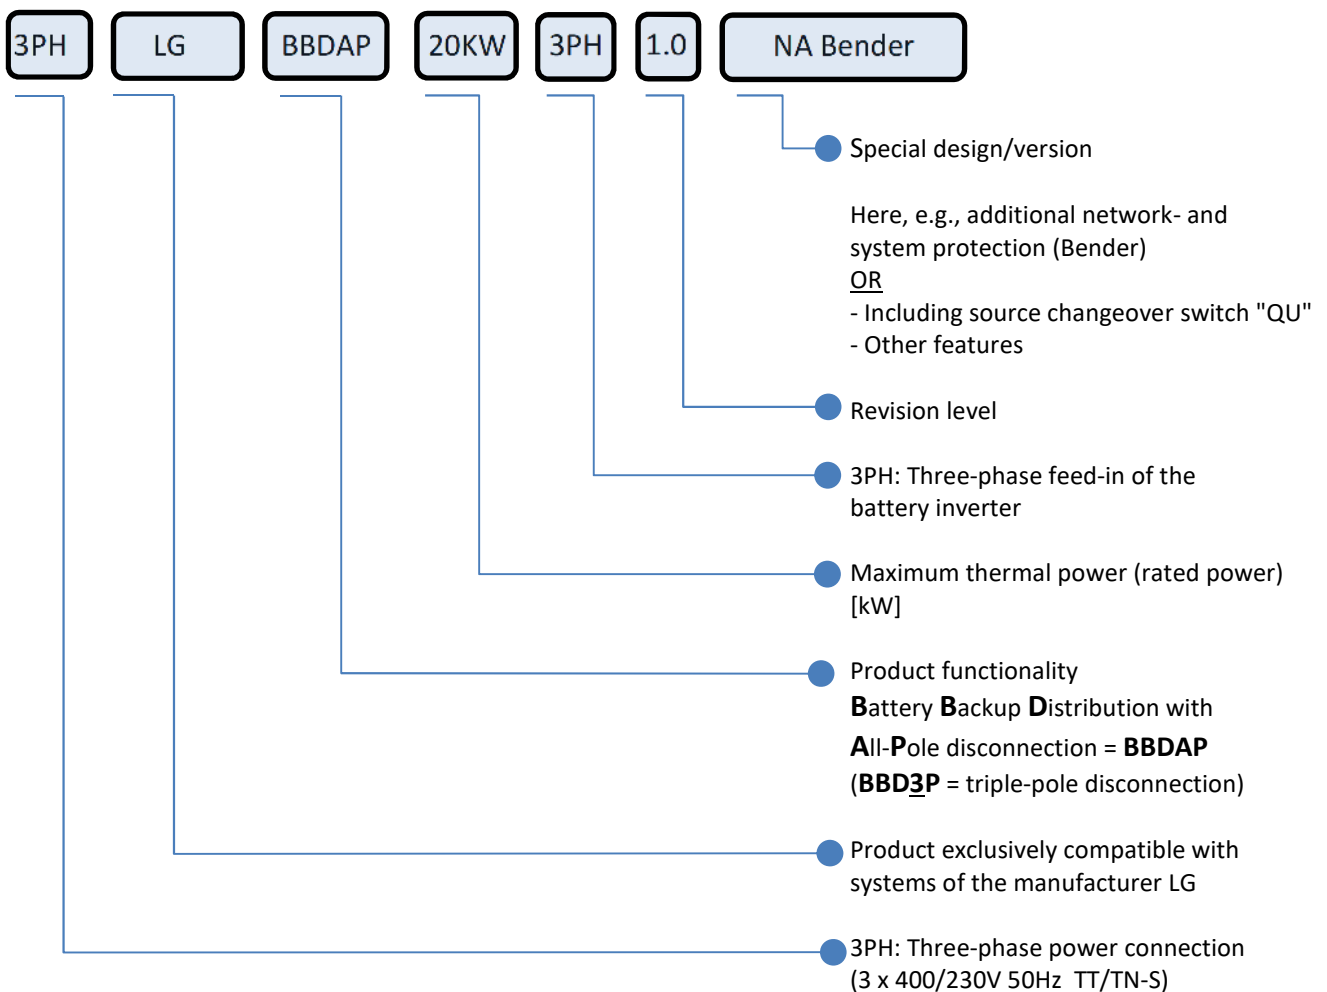 3PH LG BBDAP 20KW 3PH 1.0 NA Bender
Special design/version
Here, e.g., additional network- and
system protection (Bender)
OR
- Including source changeover switch "QU"
- Other features
Revision level
3PH: Three-phase feed-in of the
battery inverter
Maximum thermal power (rated power)
[kW]
Product functionality
Battery Backup Distribution with
All-Pole disconnection = BBDAP
(BBD3P = triple-pole disconnection)
Product exclusively compatible with
systems of the manufacturer LG
3PH: Three-phase power connection
(3 x 400/230V 50Hz  TT/TN-S)